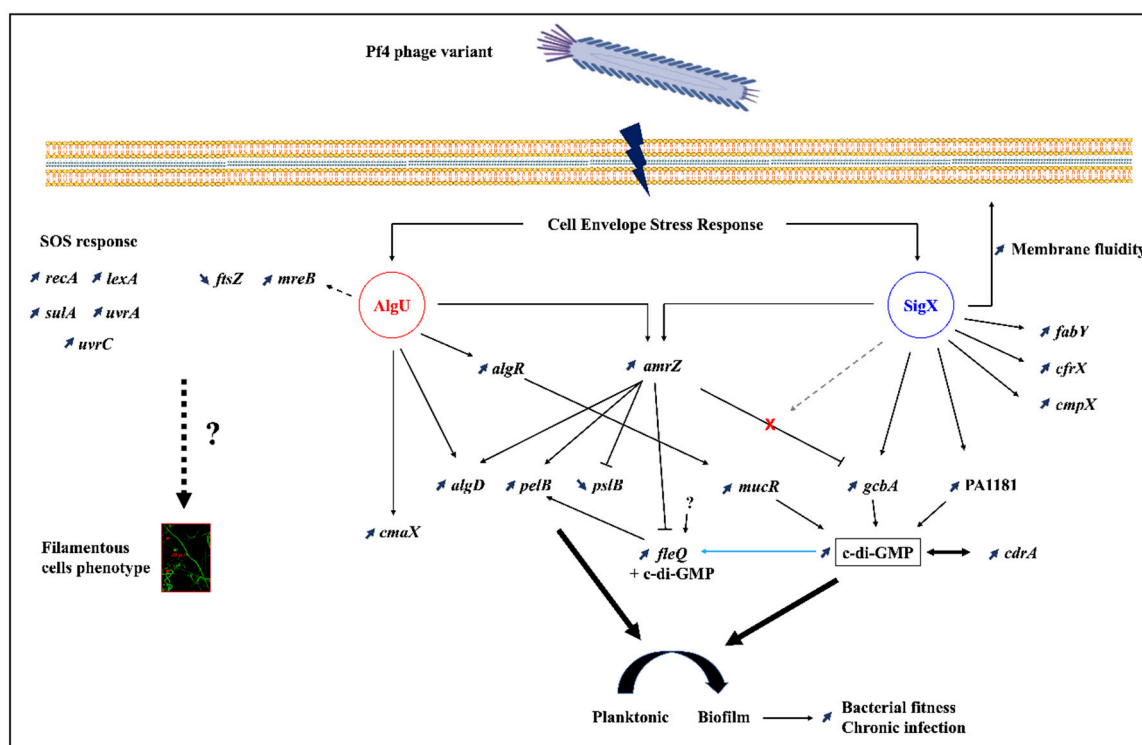 Pf4 phage variant
Cell Envelope Stress Response
SOS response
recA lexA
sulA uvrA
uvrC
ftsZ mreB
AlgU
SigX
Membrane fluidity
fabY
cfrX
cmpX
algR
amrZ
X
?
algD pelB pslB mucR gcbA PA1181
cmaX
?
fleQ
+ c-di-GMP
c-di-GMP
cdrA
Filamentous
cells phenotype
Planktonic Biofilm
Bacterial fitness
Chronic infection